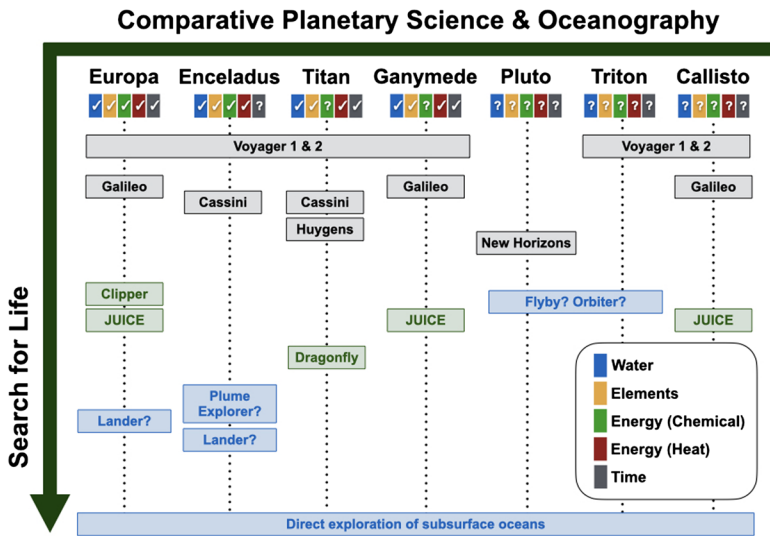 Comparative Planetary Science & Oceanography
Search for Life
Europa Enceladus Titan Ganymede Pluto Triton Callisto
✓ ✓ ✓ ✓ ✓ ✓ ✓ ✓ ✓ ? ✓ ✓ ? ✓ ✓ ✓ ✓ ? ✓ ✓ ? ? ? ? ? ? ? ? ? ? ? ? ? ? ?
Voyager 1 & 2 Voyager 1 & 2
Galileo Galileo Galileo
Cassini Cassini
Huygens
New Horizons
Clipper
Flyby? Orbiter?
JUICE JUICE JUICE
Dragonfly
Plume
Explorer?
Lander?
Lander?
Water
Elements
Energy (Chemical)
Energy (Heat)
Time
Direct exploration of subsurface oceans